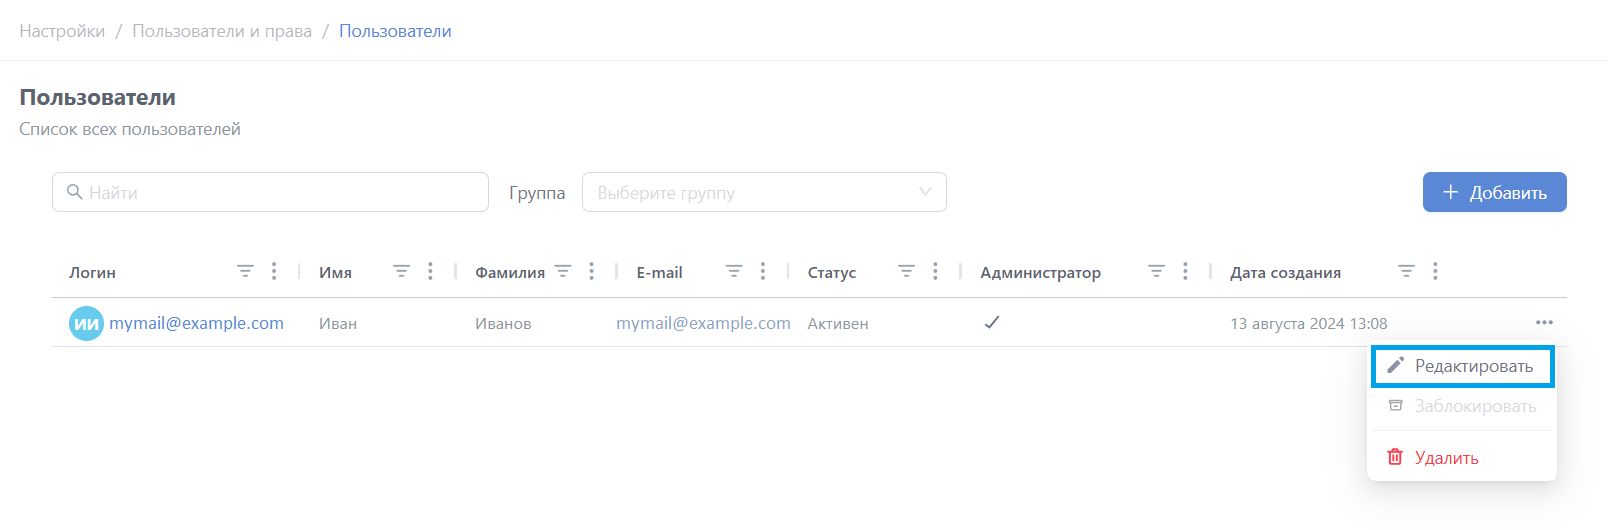 Настройки / Пользователи и права / Пользователи
Пользователи
Список всех пользователей
Найти Группа Выберите группу + Добавить
Логин Имя Фамилия E-mail Статус Администратор Дата создания
ИИ mymail@example.com Иван Иванов mymail@example.com Активен ✓ 13 августа 2024 13:08 •••
Редактировать
Заблокировать
Удалить